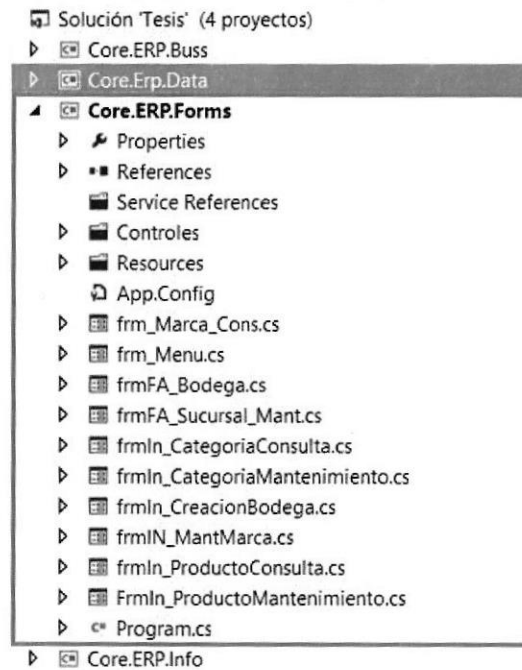 Solución 'Tesis' (4 proyectos)
Core.ERP.Buss
Core.Erp.Data
Core.ERP.Forms
Properties
References
Service References
Controles
Resources
App.Config
frm_Marca_Cons.cs
frm_Menu.cs
frmFA_Bodega.cs
frmFA_Sucursal_Mant.cs
frmIn_CategoriaConsulta.cs
frmIn_CategoriaMantenimiento.cs
frmIn_CreacionBodega.cs
frmIN_MantMarca.cs
frmIn_ProductoConsulta.cs
FrmIn_ProductoMantenimiento.cs
C# Program.cs
Core.ERP.Info